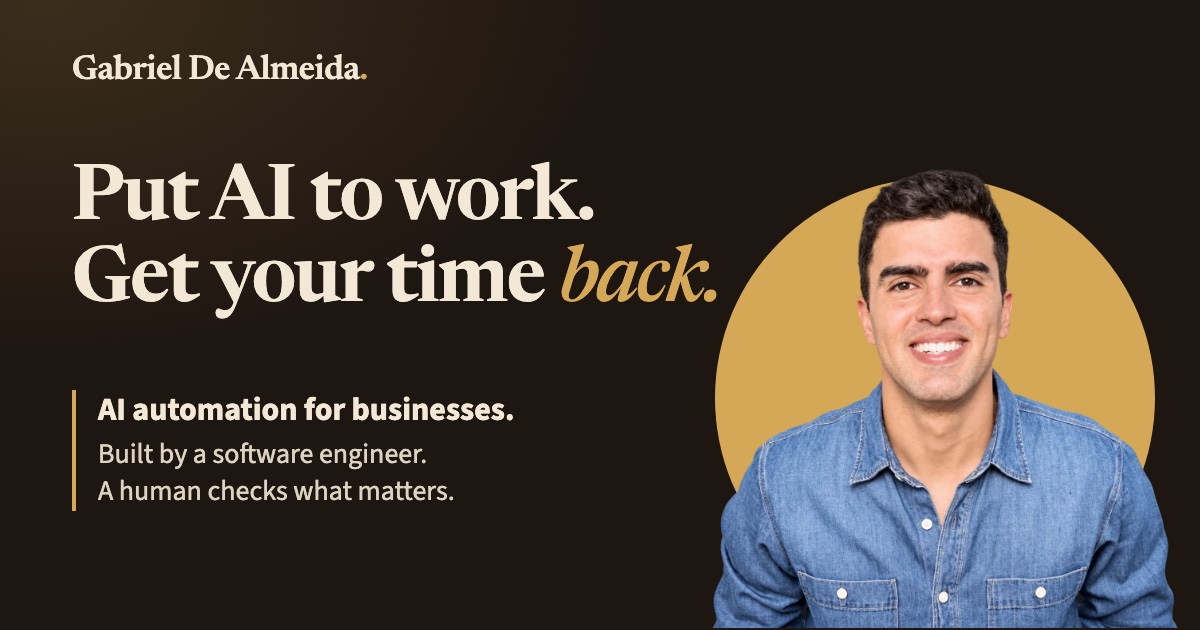 Gabriel De Almeida.
Put AI to work.
Get your time back.
AI automation for businesses.
Built by a software engineer.
A human checks what matters.